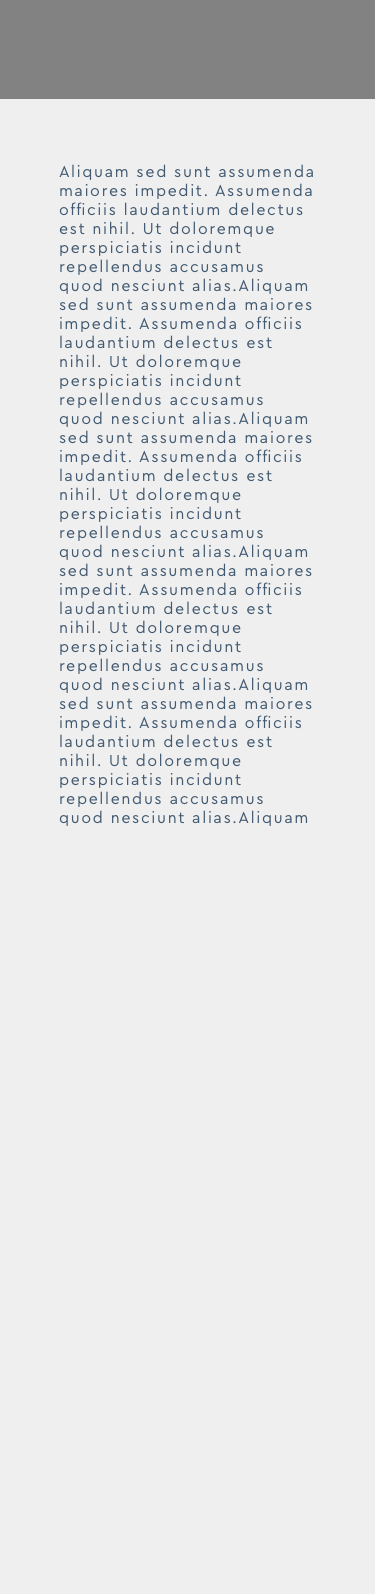 Aliquam sed sunt assumenda
maiores impedit. Assumenda
officiis laudantium delectus
est nihil. Ut doloremque
perspiciatis incidunt
repellendus accusamus
quod nesciunt alias.Aliquam
sed sunt assumenda maiores
impedit. Assumenda officiis
laudantium delectus est
nihil. Ut doloremque
perspiciatis incidunt
repellendus accusamus
quod nesciunt alias.Aliquam
sed sunt assumenda maiores
impedit. Assumenda officiis
laudantium delectus est
nihil. Ut doloremque
perspiciatis incidunt
repellendus accusamus
quod nesciunt alias.Aliquam
sed sunt assumenda maiores
impedit. Assumenda officiis
laudantium delectus est
nihil. Ut doloremque
perspiciatis incidunt
repellendus accusamus
quod nesciunt alias.Aliquam
sed sunt assumenda maiores
impedit. Assumenda officiis
laudantium delectus est
nihil. Ut doloremque
perspiciatis incidunt
repellendus accusamus
quod nesciunt alias.Aliquam